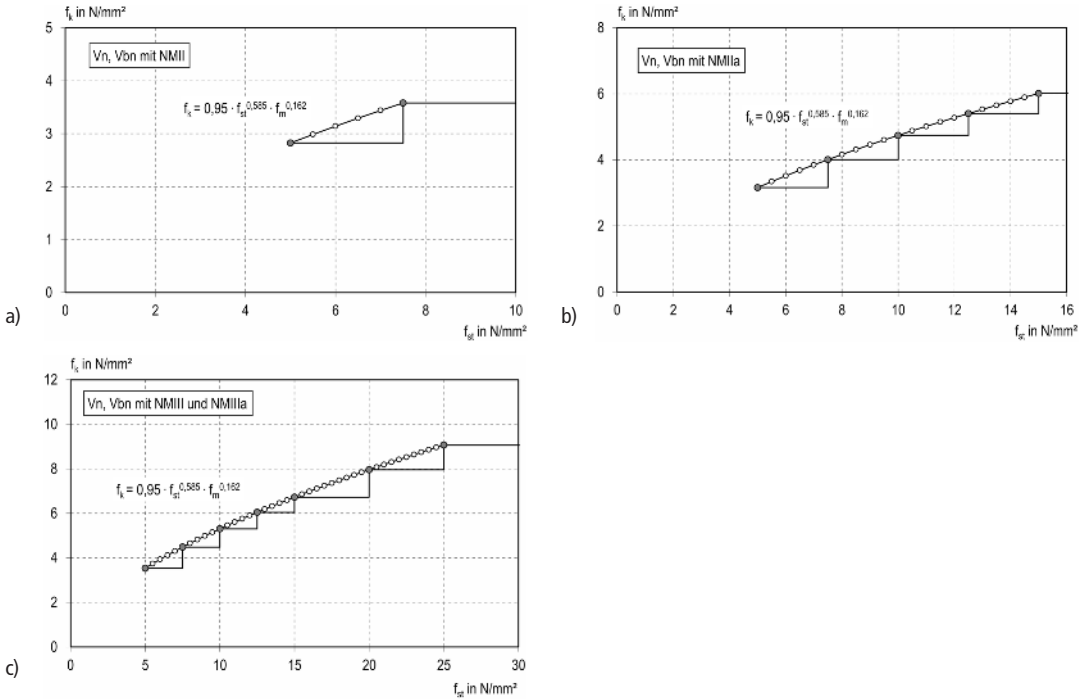 f_k in N/mm²
5
Vn, Vbn mit NMII
4
f_k = 0,95 · f_st^0,585 · f_m^0,162
3
2
1
0
0 2 4 6 8 10
f_st in N/mm²
a)
f_k in N/mm²
8
Vn, Vbn mit NMIIa
6
f_k = 0,95 · f_st^0,585 · f_m^0,162
4
2
0
0 2 4 6 8 10 12 14 16
f_st in N/mm²
b)
f_k in N/mm²
12
Vn, Vbn mit NMIII und NMIIIa
10
8
f_k = 0,95 · f_st^0,585 · f_m^0,162
6
4
2
0
0 5 10 15 20 25 30
f_st in N/mm²
c)